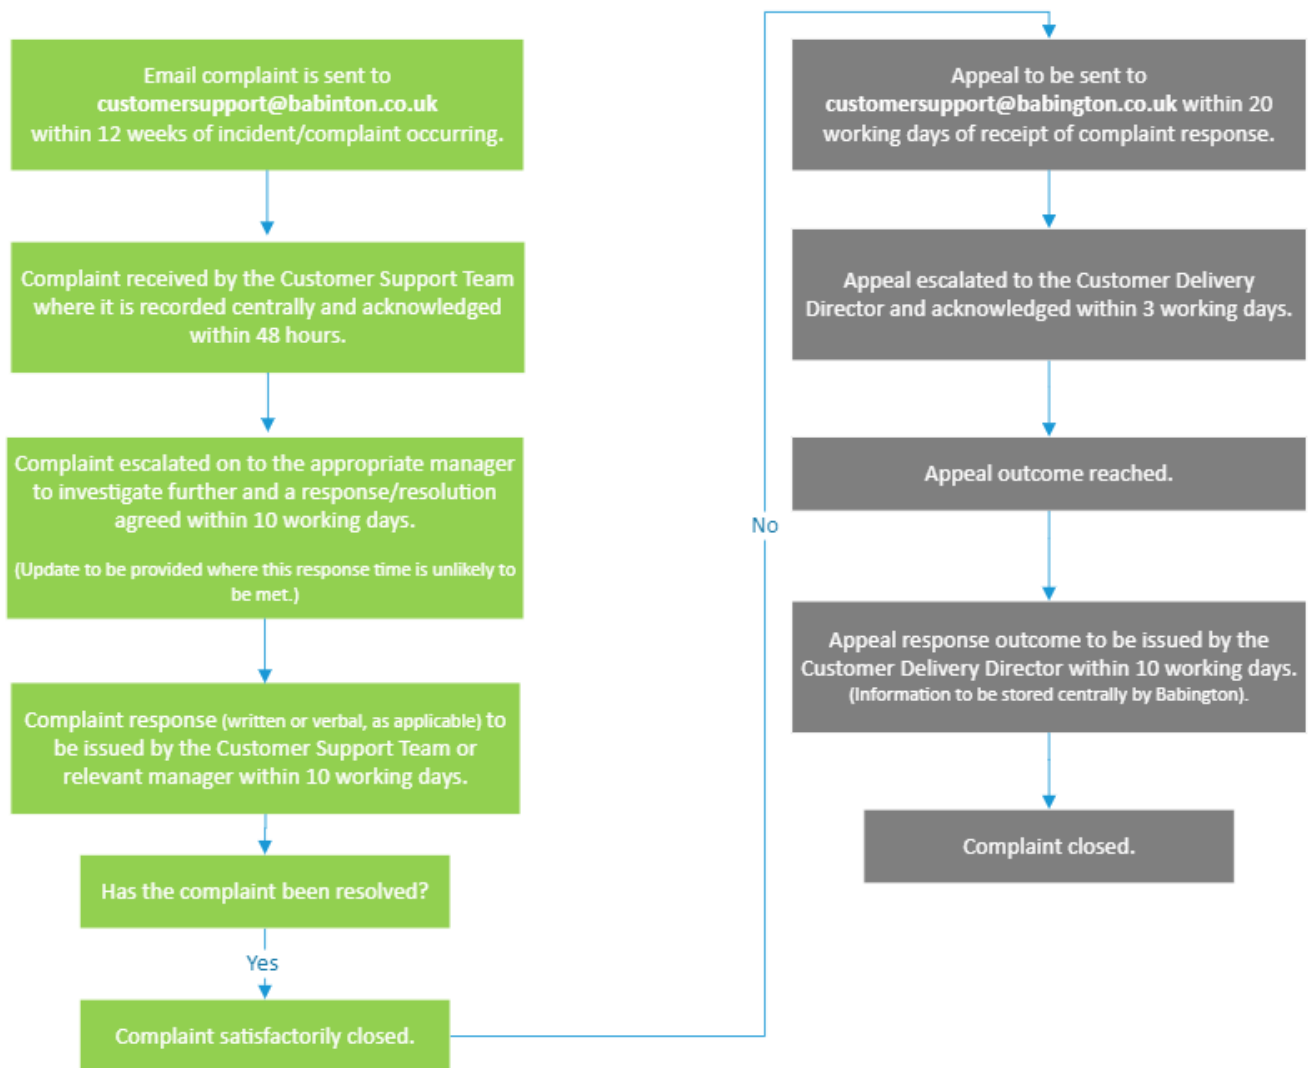 Email complaint is sent to
customersupport@babinton.co.uk
within 12 weeks of incident/complaint occurring.
Complaint received by the Customer Support Team
where it is recorded centrally and acknowledged
within 48 hours.
Complaint escalated on to the appropriate manager
to investigate further and a response/resolution
agreed within 10 working days.
(Update to be provided where this response time is unlikely to
be met.)
Complaint response (written or verbal, as applicable) to
be issued by the Customer Support Team or
relevant manager within 10 working days.
Has the complaint been resolved?
Yes
Complaint satisfactorily closed.
No
Appeal to be sent to
customersupport@babington.co.uk within 20
working days of receipt of complaint response.
Appeal escalated to the Customer Delivery
Director and acknowledged within 3 working days.
Appeal outcome reached.
Appeal response outcome to be issued by the
Customer Delivery Director within 10 working days.
(Information to be stored centrally by Babington).
Complaint closed.